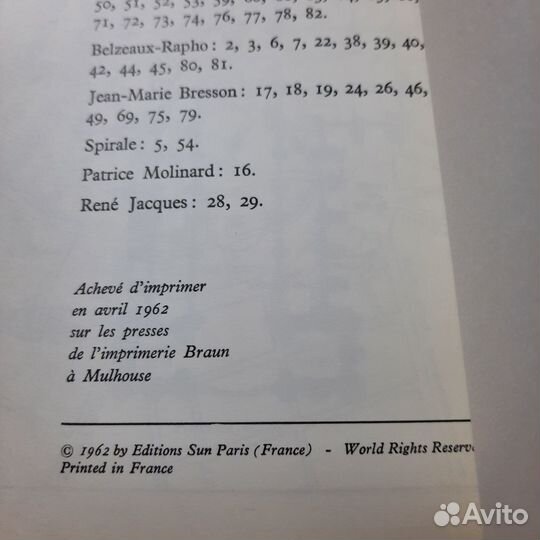 50, 51, 52, 53, 59,
71, 72, 73, 74, 76, 77, 78, 82.
Belzeaux-Rapho : 2, 3, 6, 7, 22, 38, 39, 40,
42, 44, 45, 80, 81.
Jean-Marie Bresson : 17, 18, 19, 24, 26, 46,
49, 69, 75, 79.
Spirale : 5, 54.
Patrice Molinard : 16.
René Jacques : 28, 29.
Achevé d'imprimer
en avril 1962
sur les presses
de l'imprimerie Braun
à Mulhouse
© 1962 by Editions Sun Paris (France) - World Rights Reserve
Printed in France
Avito